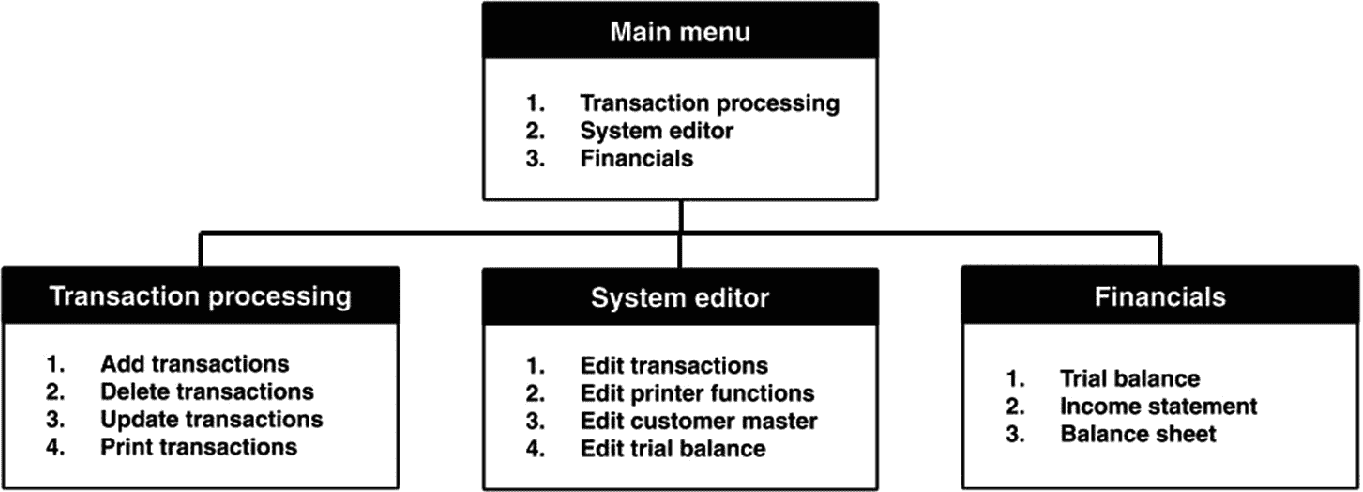 Main menu
1. Transaction processing
2. System editor
3. Financials
Transaction processing
1. Add transactions
2. Delete transactions
3. Update transactions
4. Print transactions
System editor
1. Edit transactions
2. Edit printer functions
3. Edit customer master
4. Edit trial balance
Financials
1. Trial balance
2. Income statement
3. Balance sheet